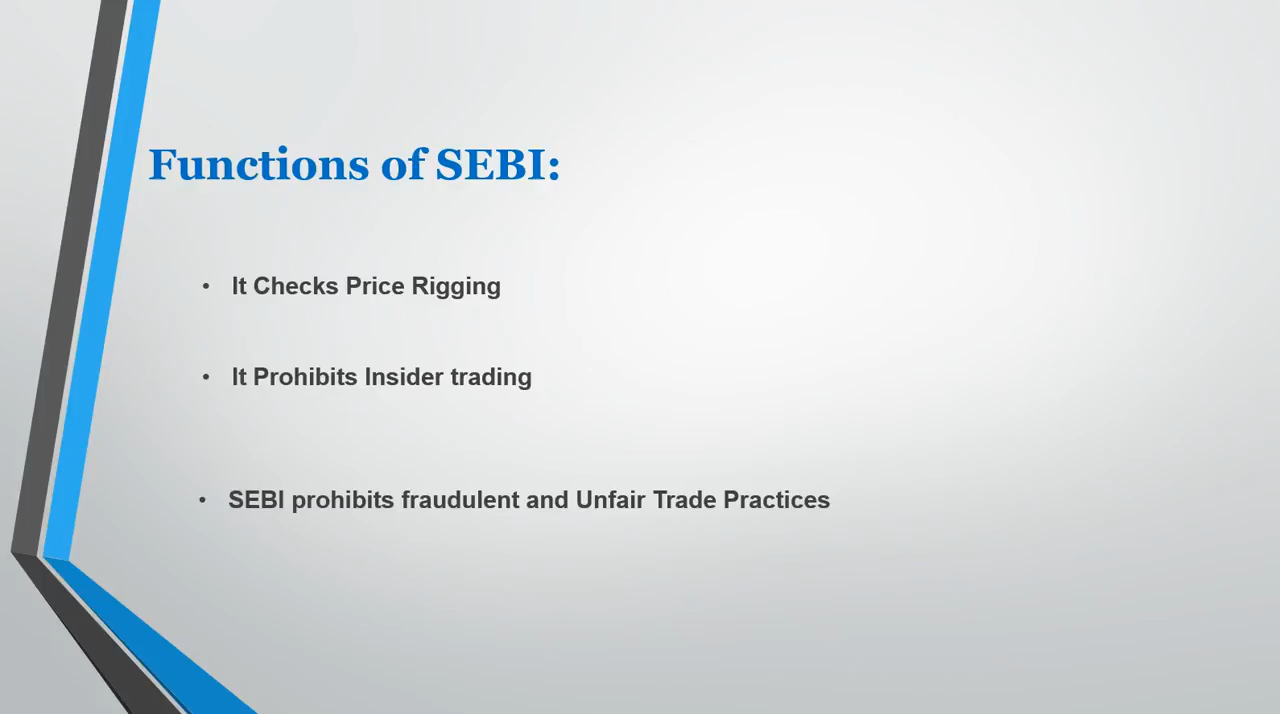 Functions of SEBI:
• It Checks Price Rigging
• It Prohibits Insider trading
• SEBI prohibits fraudulent and Unfair Trade Practices